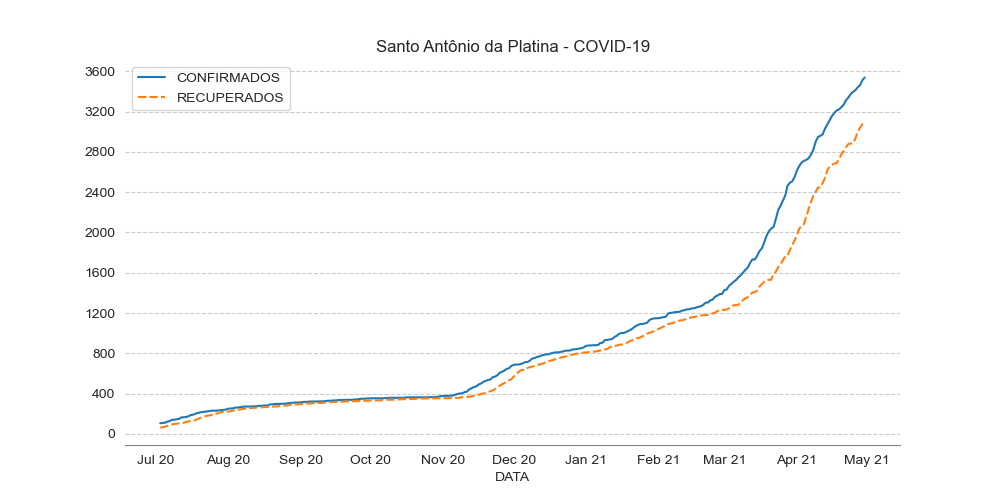 Santo Antônio da Platina - COVID-19
CONFIRMADOS
RECUPERADOS
3600
3200
2800
2400
2000
1600
1200
800
400
0
Jul 20 Aug 20 Sep 20 Oct 20 Nov 20 Dec 20 Jan 21 Feb 21 Mar 21 Apr 21 May 21
DATA